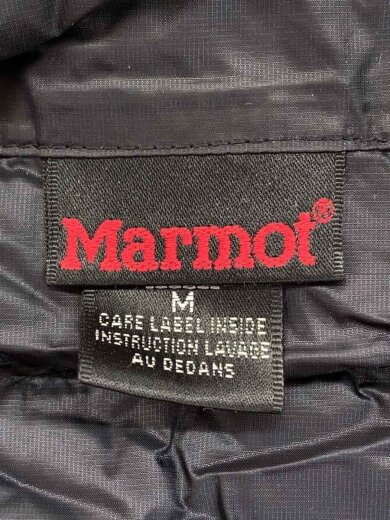 Marmot®
M
CARE LABEL INSIDE
INSTRUCTION LAVAGE
AU DEDANS